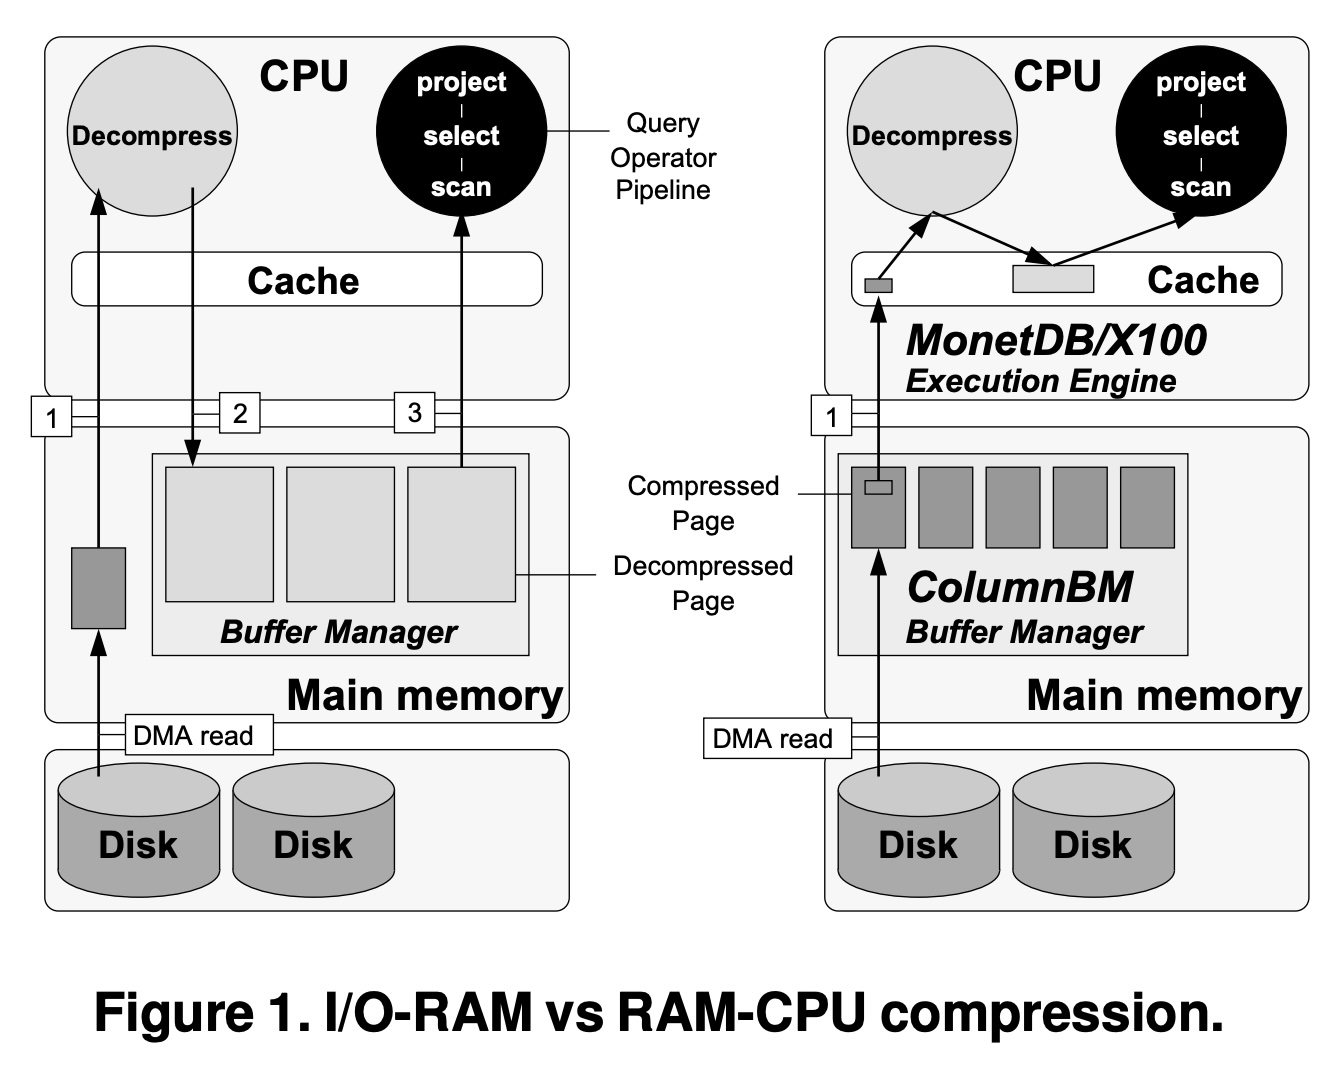 CPU
Decompress
project
select
scan
Cache
Query
Operator
Pipeline
1
2
3
Buffer Manager
Main memory
DMA read
Disk
Disk
Compressed
Page
Decompressed
Page
CPU
Decompress
project
select
scan
Cache
MonetDB/X100
Execution Engine
1
ColumnBM
Buffer Manager
Main memory
DMA read
Disk
Disk
Figure 1. I/O-RAM vs RAM-CPU compression.